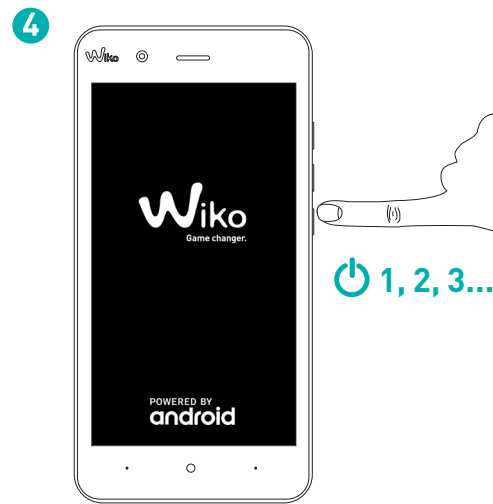 4
Wiko
Wiko
Game changer.
1, 2, 3...
POWERED BY
android